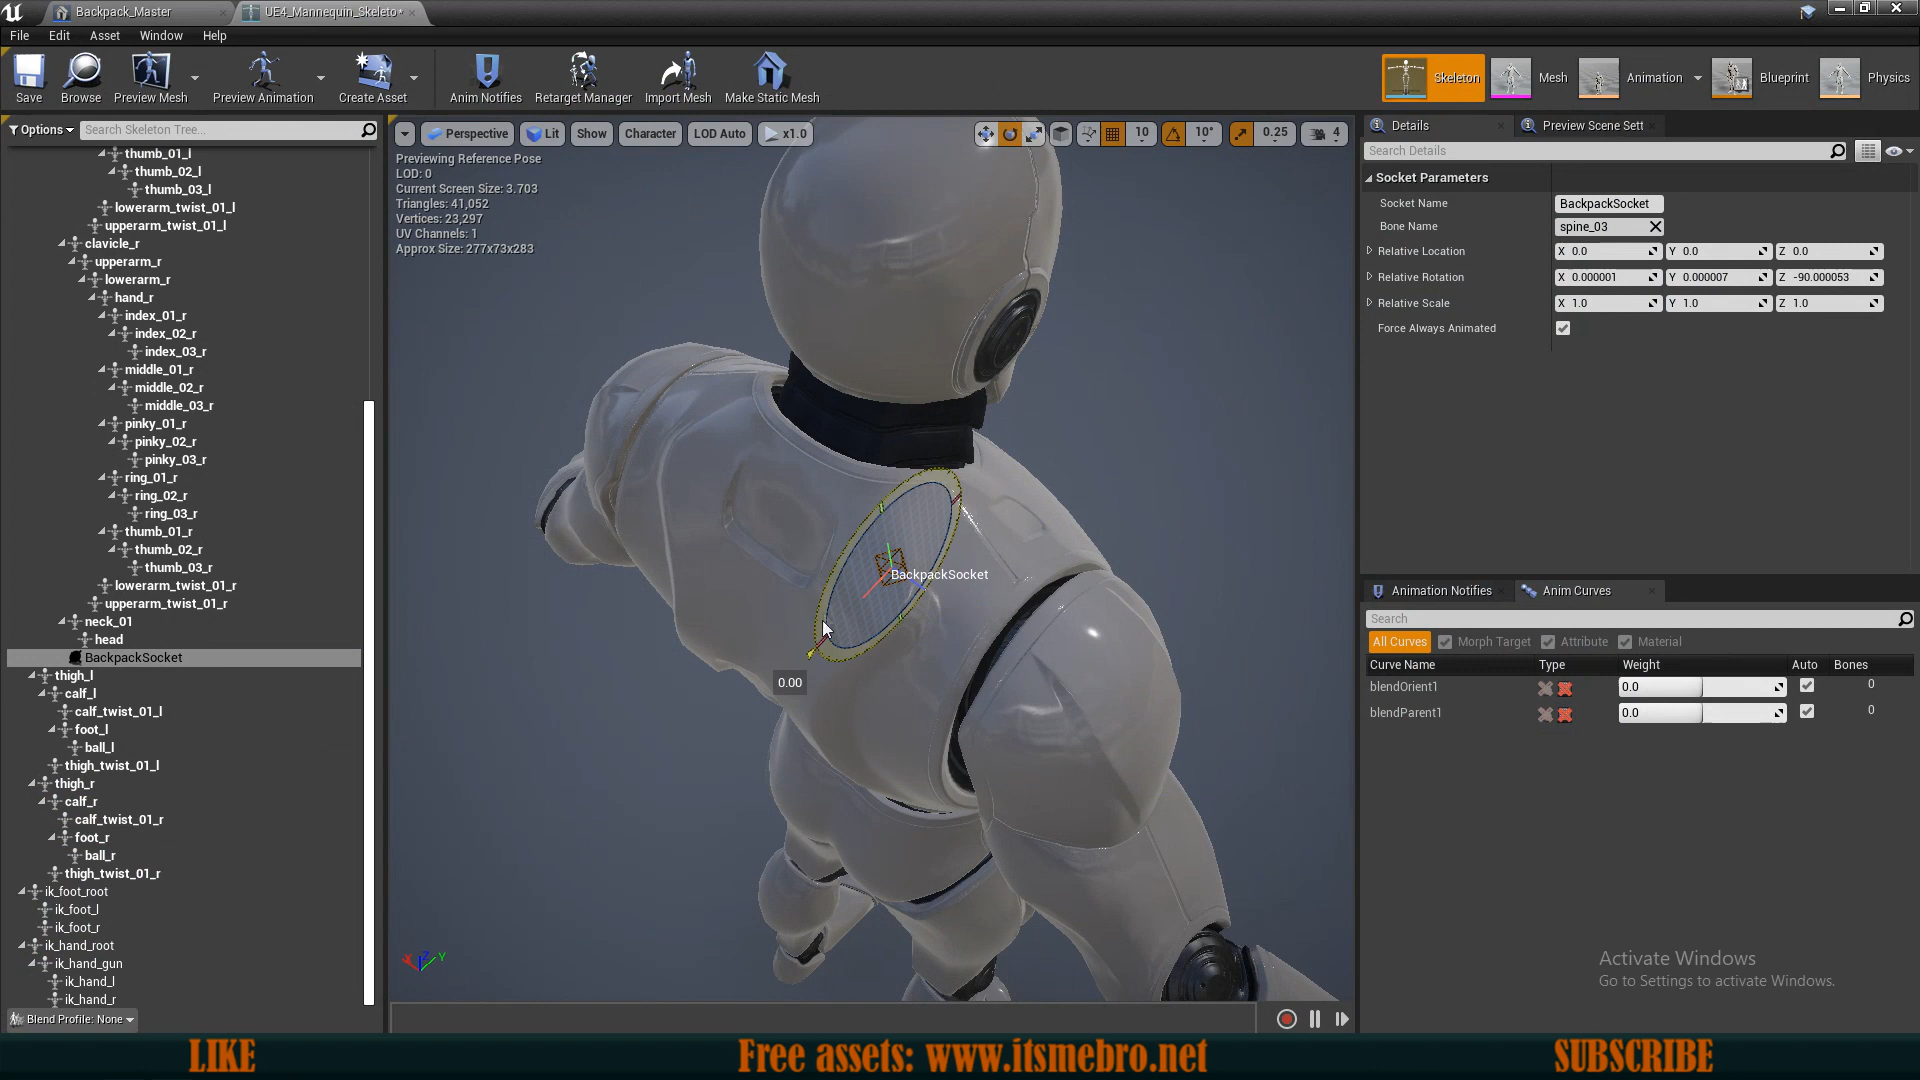 Backpack_Master
UE4_Mannequin_Skeleto*
File Edit Asset Window Help
Save
Browse
Preview Mesh
Preview Animation
Create Asset
Anim Notifies
Retarget Manager
Import Mesh
Make Static Mesh
Skeleton
Mesh
Animation
Blueprint
Physics
Options
Search Skeleton Tree...
thumb_01_l
thumb_02_l
thumb_03_l
lowerarm_twist_01_l
upperarm_twist_01_l
clavicle_r
upperarm_r
lowerarm_r
hand_r
index_01_r
index_02_r
index_03_r
middle_01_r
middle_02_r
middle_03_r
pinky_01_r
pinky_02_r
pinky_03_r
ring_01_r
ring_02_r
ring_03_r
thumb_01_r
thumb_02_r
thumb_03_r
lowerarm_twist_01_r
upperarm_twist_01_r
neck_01
head
BackpackSocket
thigh_l
calf_l
calf_twist_01_l
foot_l
ball_l
thigh_twist_01_l
thigh_r
calf_r
calf_twist_01_r
foot_r
ball_r
thigh_twist_01_r
ik_foot_root
ik_foot_l
ik_foot_r
ik_hand_root
ik_hand_gun
ik_hand_l
ik_hand_r
Blend Profile: None
Perspective Lit Show Character LOD Auto x1.0 10 10° 0.25 4
Previewing Reference Pose
LOD: 0
Current Screen Size: 3.703
Triangles: 41,052
Vertices: 23,297
UV Channels: 1
Approx Size: 277x73x283
BackpackSocket
0.00
X Z Y
Details
Preview Scene Sett
Search Details
Socket Parameters
Socket Name BackpackSocket
Bone Name spine_03
Relative Location X 0.0 Y 0.0 Z 0.0
Relative Rotation X 0.000001 Y 0.000007 Z -90.000053
Relative Scale X 1.0 Y 1.0 Z 1.0
Force Always Animated
Animation Notifies
Anim Curves
Search
All Curves Morph Target Attribute Material
Curve Name Type Weight Auto Bones
blendOrient1 0.0 0
blendParent1 0.0 0
Activate Windows
Go to Settings to activate Windows.
LIKE
Free assets: www.itsmebro.net
SUBSCRIBE